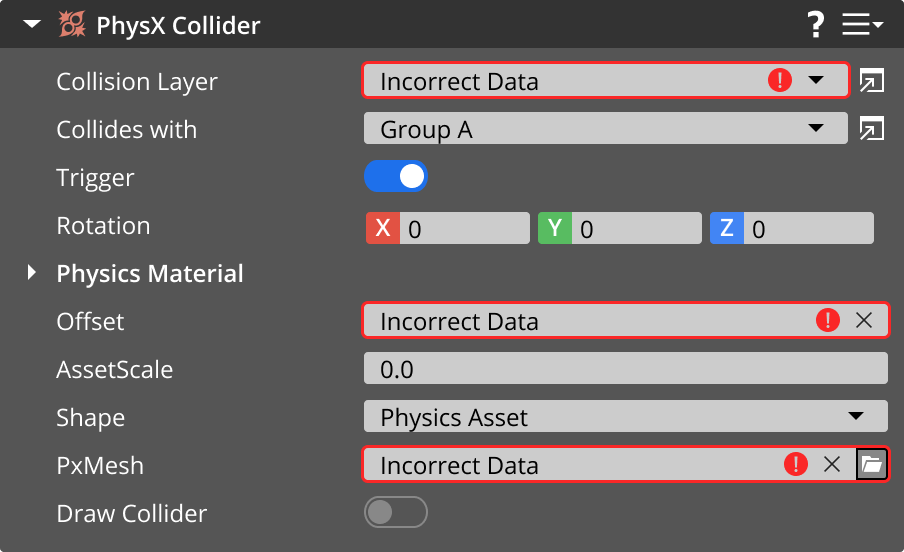 PhysX Collider ?
Collision Layer Incorrect Data !
Collides with Group A
Trigger
Rotation X 0 Y 0 Z 0
Physics Material
Offset Incorrect Data !
AssetScale 0.0
Shape Physics Asset
PxMesh Incorrect Data !
Draw Collider